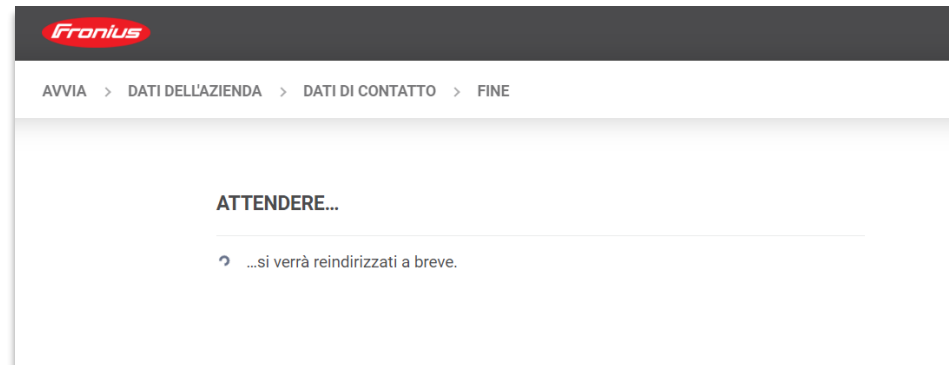 Fronius
AVVIA > DATI DELL'AZIENDA > DATI DI CONTATTO > FINE
ATTENDERE...
...si verrà reindirizzati a breve.